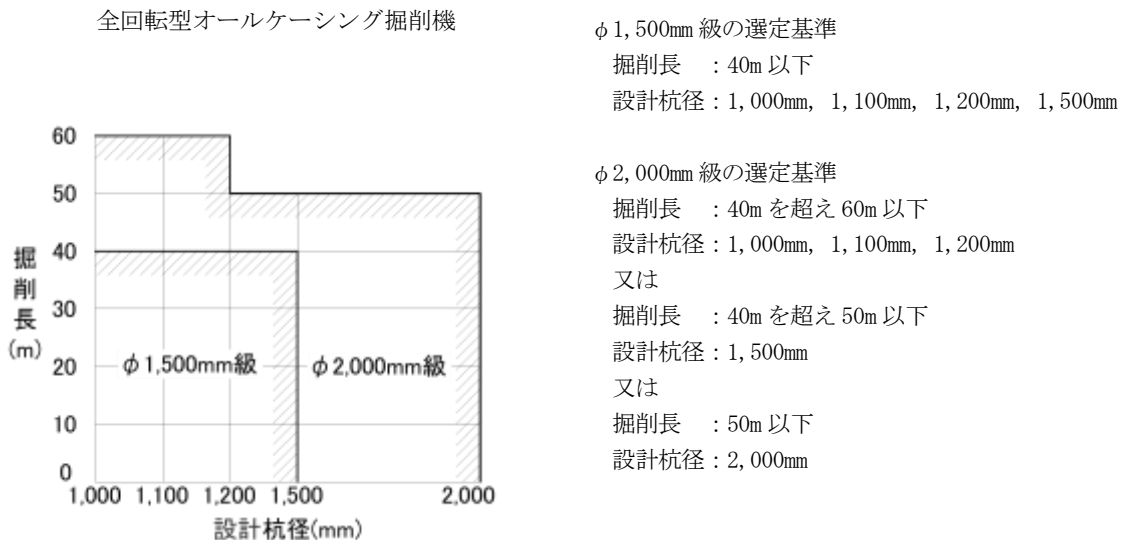 全回転型オールケーシング掘削機
60
50
40
30
20
10
0
掘削長(m)
φ1,500mm級
φ2,000mm級
1,000 1,100 1,200 1,500 2,000
設計杭径(mm)
φ1,500mm級の選定基準
掘削長 :40m以下
設計杭径:1,000mm, 1,100mm, 1,200mm, 1,500mm
φ2,000mm級の選定基準
掘削長 :40mを超え60m以下
設計杭径:1,000mm, 1,100mm, 1,200mm
又は
掘削長 :40mを超え50m以下
設計杭径:1,500mm
又は
掘削長 :50m以下
設計杭径:2,000mm